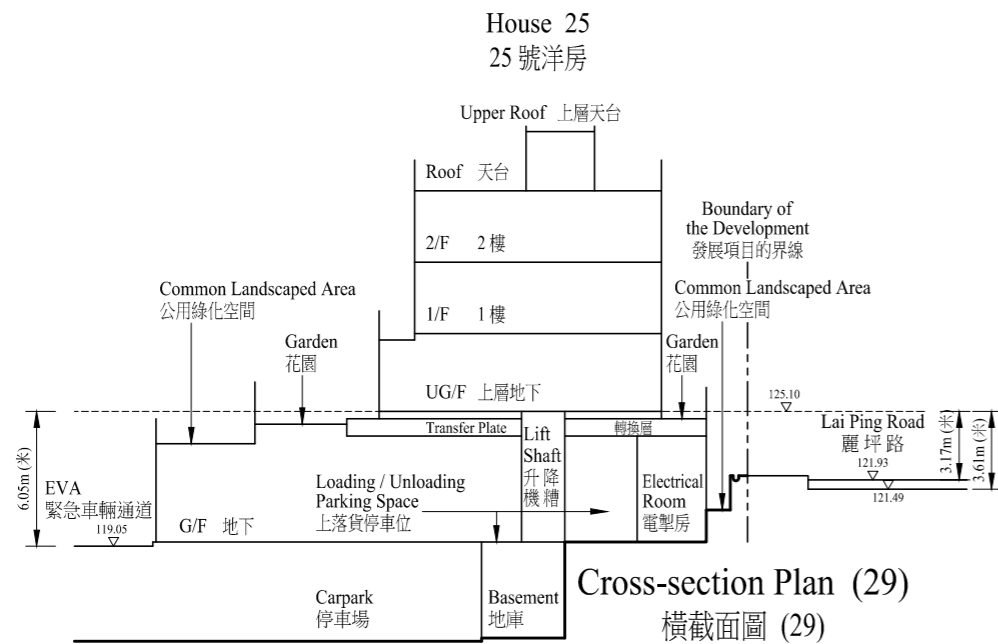 House 25
25 號洋房
Upper Roof 上層天台
Roof 天台
Boundary of
the Development
發展項目的界線
2/F 2 樓
Common Landscaped Area
公用綠化空間
Common Landscaped Area
公用綠化空間
1/F 1 樓
Garden
花園
Garden
花園
UG/F 上層地下
125.10
Transfer Plate
轉換層
Lift
Shaft
升降
機糟
Lai Ping Road
麗坪路
121.93
121.49
3.17m (米)
3.61m (米)
6.05m (米)
EVA
緊急車輛通道
119.05
G/F 地下
Loading / Unloading
Parking Space
上落貨停車位
Electrical
Room
電掣房
Carpark
停車場
Basement
地庫
Cross-section Plan (29)
橫截面圖 (29)